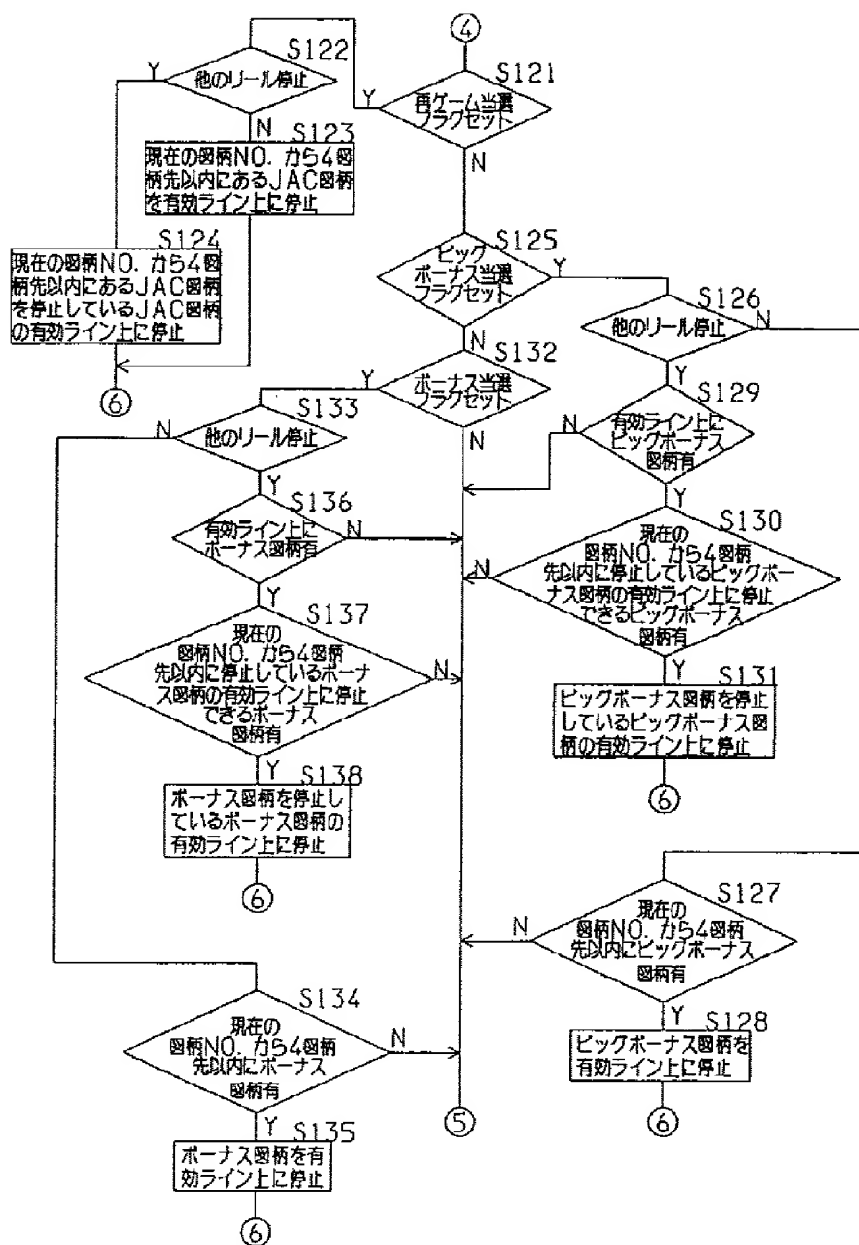 ④
S121
再ゲーム当選
フラグセット
Y
N
S122
他のリール停止
Y
N
S123
現在の図柄NO. から4図
柄先以内にあるJAC図柄
を有効ライン上に停止
S124
現在の図柄NO. から4図
柄先以内にあるJAC図柄
を停止しているJAC図柄
の有効ライン上に停止
⑥
S125
ビッグ
ボーナス当選
フラグセット
Y
N
S126
他のリール停止
N
Y
S129
有効ライン上に
ビッグボーナス
図柄有
N
Y
S130
現在の
図柄NO. から4図柄
先以内に停止しているビッグボー
ナス図柄の有効ライン上に停止
できるビッグボーナス
図柄有
N
Y
S131
ビッグボーナス図柄を停止
しているビッグボーナス図
柄の有効ライン上に停止
⑥
S132
ボーナス当選
フラグセット
Y
N
S133
他のリール停止
N
Y
S136
有効ライン上に
ボーナス図柄有
N
Y
S137
現在の
図柄NO. から4図柄
先以内に停止しているボーナ
ス図柄の有効ライン上に停止
できるボーナス
図柄有
N
Y
S138
ボーナス図柄を停止し
ているボーナス図柄の
有効ライン上に停止
⑥
S127
現在の
図柄NO. から4図柄
先以内にビッグボーナス
図柄有
N
Y
S128
ビッグボーナス図柄を
有効ライン上に停止
⑥
S134
現在の
図柄NO. から4図柄
先以内にボーナス
図柄有
N
Y
S135
ボーナス図柄を有
効ライン上に停止
⑥
⑤